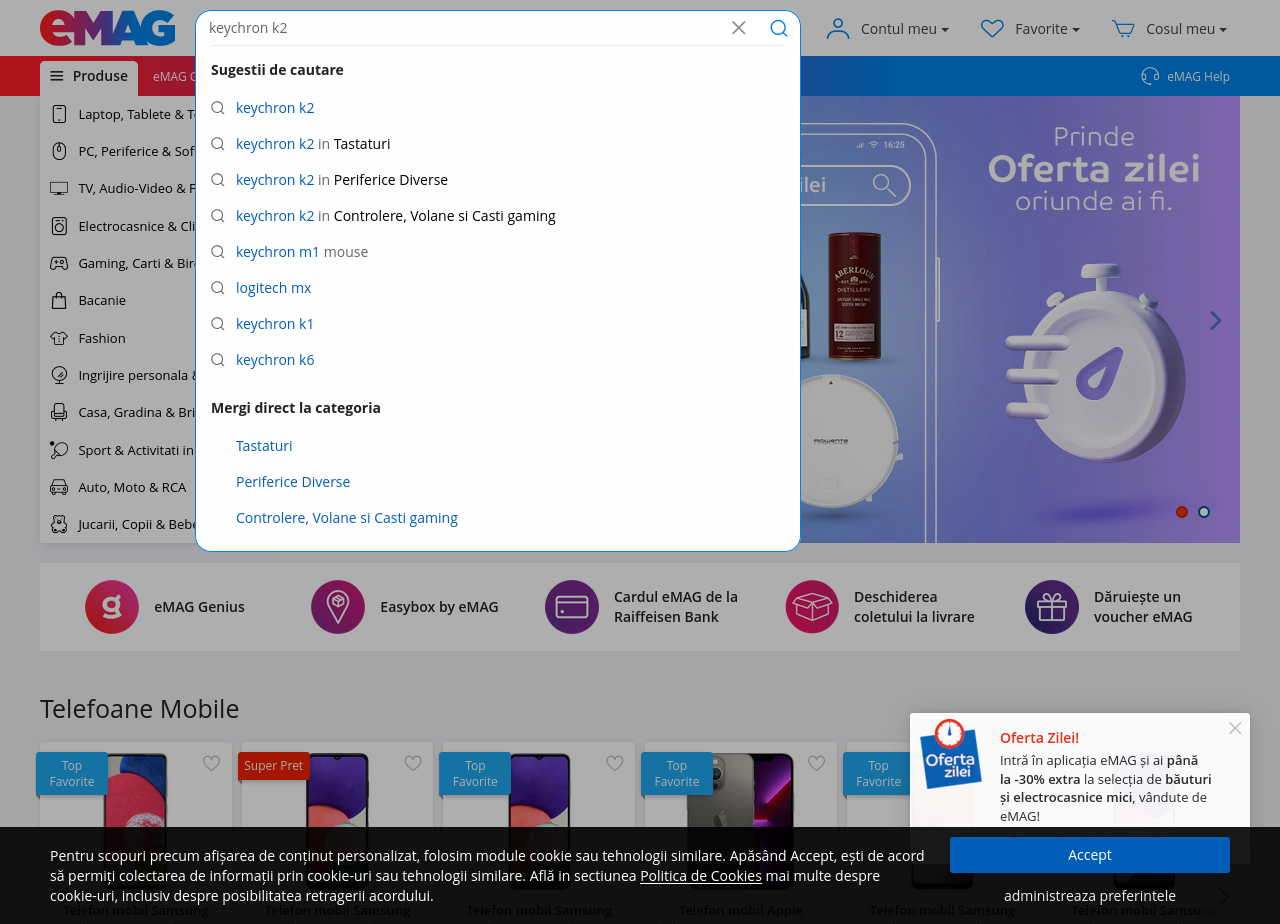 eMAG
keychron k2
Contul meu
Favorite
Cosul meu
Produse
eMAG G
eMAG Help
Sugestii de cautare
keychron k2
keychron k2 in Tastaturi
keychron k2 in Periferice Diverse
keychron k2 in Controlere, Volane si Casti gaming
keychron m1 mouse
logitech mx
keychron k1
keychron k6
Mergi direct la categoria
Tastaturi
Periferice Diverse
Controlere, Volane si Casti gaming
Laptop, Tablete & Te
PC, Periferice & Sof
TV, Audio-Video & F
Electrocasnice & Cli
Gaming, Carti & Biro
Bacanie
Fashion
Ingrijire personala &
Casa, Gradina & Bri
Sport & Activitati in
Auto, Moto & RCA
Jucarii, Copii & Bebe
16:25
ilei
Prinde
Oferta zilei
oriunde ai fi.
ABERLOUR
12
Rowenta
eMAG Genius
Easybox by eMAG
Cardul eMAG de la
Raiffeisen Bank
Deschiderea
coletului la livrare
Dăruiește un
voucher eMAG
Telefoane Mobile
Top
Favorite
Super Pret
Top
Favorite
Top
Favorite
Top
Favorite
Oferta
zilei
Oferta Zilei!
Intră în aplicația eMAG și ai până
la -30% extra la selecția de băuturi
și electrocasnice mici, vândute de
eMAG!
Pentru scopuri precum afișarea de conținut personalizat, folosim module cookie sau tehnologii similare. Apăsând Accept, ești de acord
să permiți colectarea de informații prin cookie-uri sau tehnologii similare. Află in sectiunea Politica de Cookies mai multe despre
cookie-uri, inclusiv despre posibilitatea retragerii acordului.
Accept
administreaza preferintele
Telefon mobil Samsung
Telefon mobil Samsung
Telefon mobil Samsung
Telefon mobil Apple
Telefon mobil Samsung
Telefon mobil Samsung